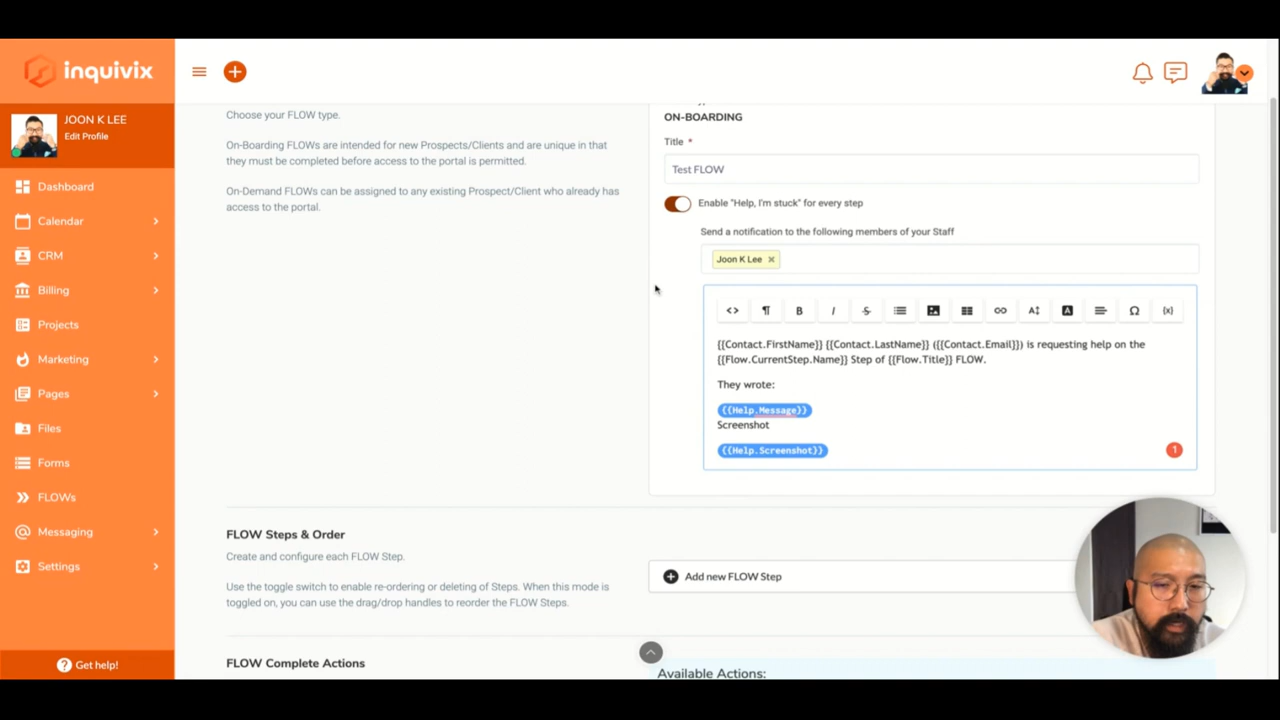 inquivix
JOON K LEE
Edit Profile
Dashboard
Calendar
CRM
Billing
Projects
Marketing
Pages
Files
Forms
FLOWs
Messaging
Settings
Get help!
Choose your FLOW type.
On-Boarding FLOWs are intended for new Prospects/Clients and are unique in that
they must be completed before access to the portal is permitted.
On-Demand FLOWs can be assigned to any existing Prospect/Client who already has
access to the portal.
ON-BOARDING
Title *
Test FLOW
Enable "Help, I'm stuck" for every step
Send a notification to the following members of your Staff
Joon K Lee
{{Contact.FirstName}} {{Contact.LastName}} ({{Contact.Email}}) is requesting help on the
{{Flow.CurrentStep.Name}} Step of {{Flow.Title}} FLOW.
They wrote:
{{Help.Message}}
Screenshot
{{Help.Screenshot}}
1
FLOW Steps & Order
Create and configure each FLOW Step.
Use the toggle switch to enable re-ordering or deleting of Steps. When this mode is
toggled on, you can use the drag/drop handles to reorder the FLOW Steps.
Add new FLOW Step
FLOW Complete Actions
Available Actions: